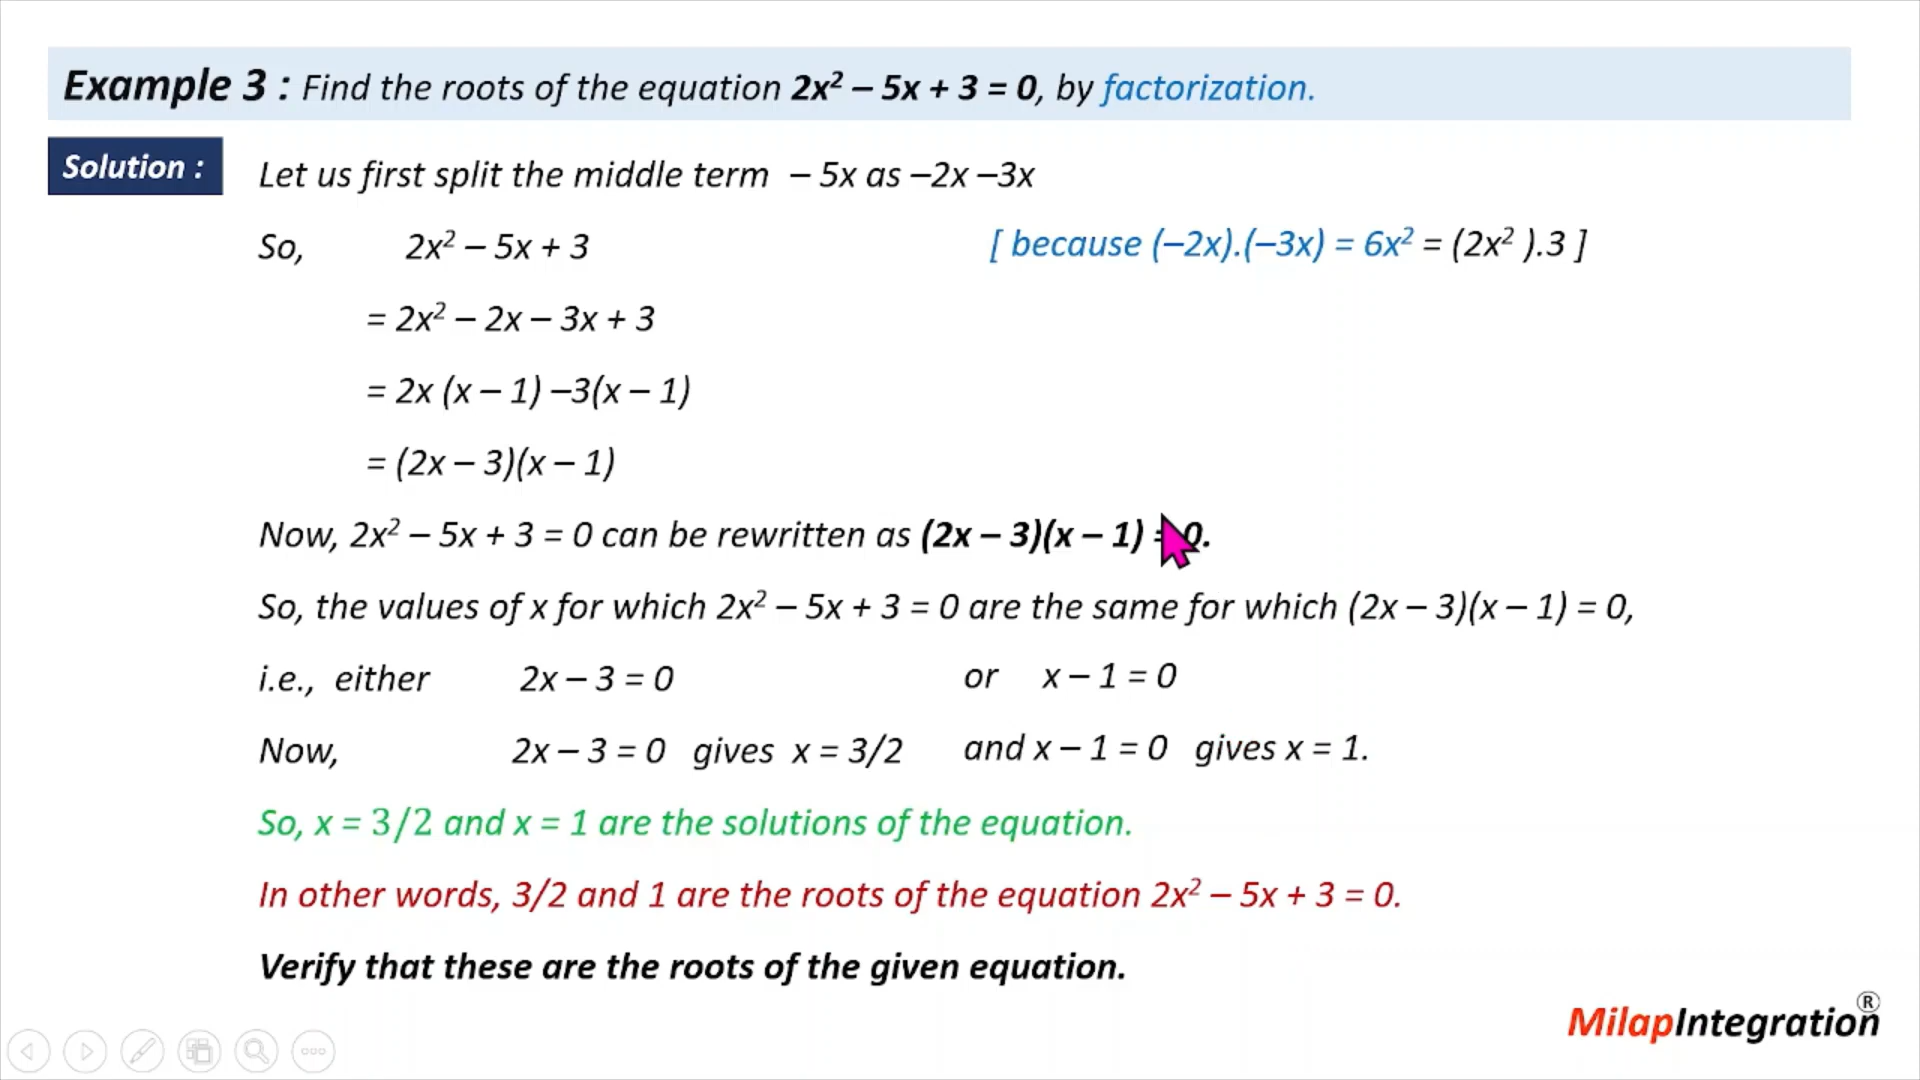 Example 3 : Find the roots of the equation 2x² – 5x + 3 = 0, by factorization.
Solution :
Let us first split the middle term – 5x as –2x –3x
So, 2x² – 5x + 3 [ because (–2x).(–3x) = 6x² = (2x² ).3 ]
= 2x² – 2x – 3x + 3
= 2x (x – 1) –3(x – 1)
= (2x – 3)(x – 1)
Now, 2x² – 5x + 3 = 0 can be rewritten as (2x – 3)(x – 1) = 0.
So, the values of x for which 2x² – 5x + 3 = 0 are the same for which (2x – 3)(x – 1) = 0,
i.e., either 2x – 3 = 0 or x – 1 = 0
Now, 2x – 3 = 0 gives x = 3/2 and x – 1 = 0 gives x = 1.
So, x = 3/2 and x = 1 are the solutions of the equation.
In other words, 3/2 and 1 are the roots of the equation 2x² – 5x + 3 = 0.
Verify that these are the roots of the given equation.
MilapIntegration®